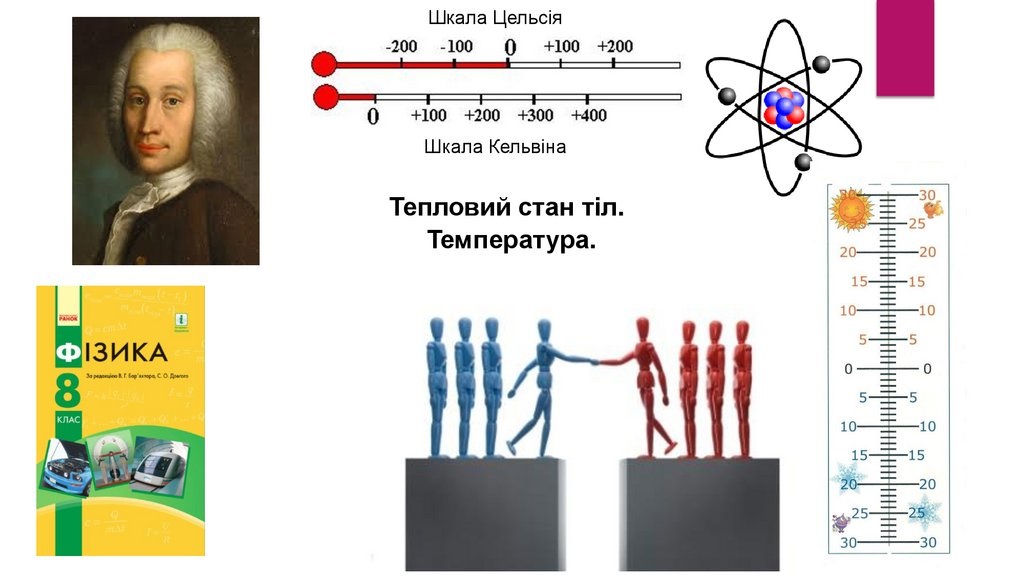 Шкала Цельсія
-200 -100 0 +100 +200
0 +100 +200 +300 +400
Шкала Кельвіна
Тепловий стан тіл.
Температура.
РАНОК
ФІЗИКА
За редакцією В. Г. Бар'яхтара, С. О. Довгого
8
КЛАС
30 30
25
20 20
15 15
10 10
5 5
0 0
5 5
10 10
15 15
20 20
25 25
30 30